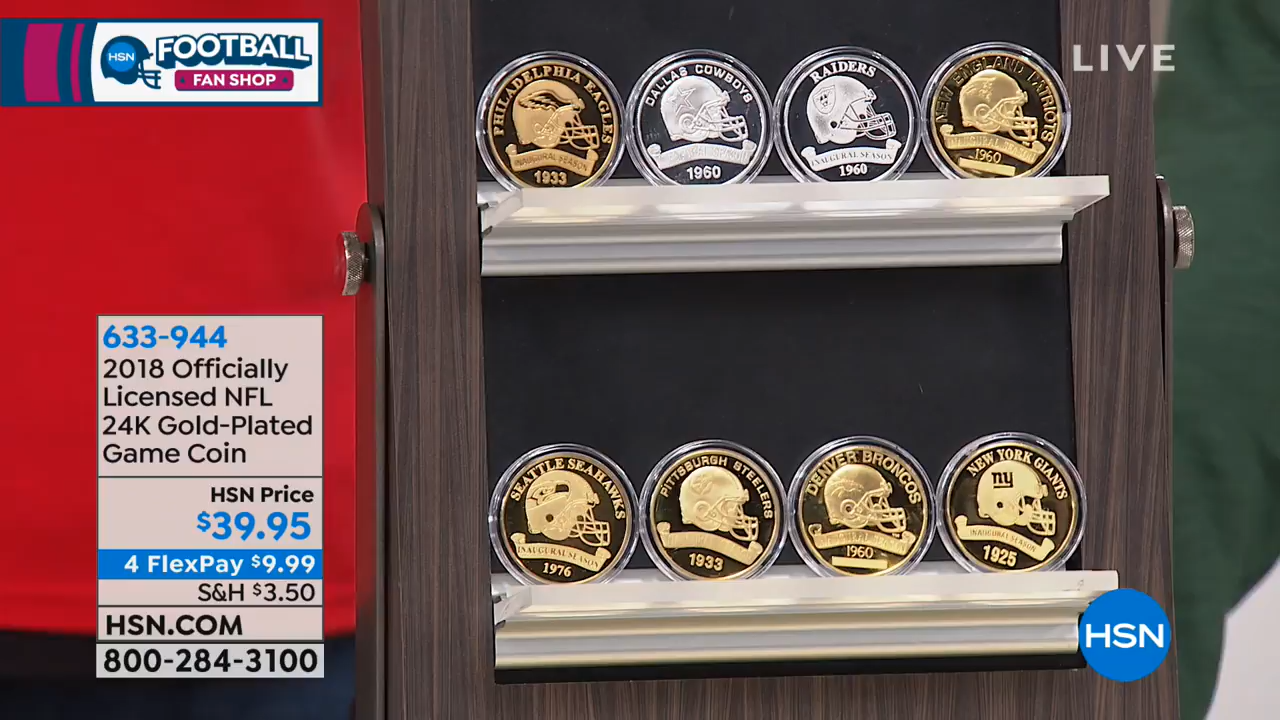 HSN
FOOTBALL
FAN SHOP
LIVE
PHILADELPHIA EAGLES
INAUGURAL SEASON
1933
DALLAS COWBOYS
1960
RAIDERS
INAUGURAL SEASON
1960
NEW ENGLAND PATRIOTS
INAUGURAL SEASON
1960
633-944
2018 Officially
Licensed NFL
24K Gold-Plated
Game Coin
HSN Price
$39.95
4 FlexPay $9.99
S&H $3.50
HSN.COM
800-284-3100
SEATTLE SEAHAWKS
INAUGURAL SEASON
1976
PITTSBURGH STEELERS
1933
DENVER BRONCOS
1960
NEW YORK GIANTS
ny
INAUGURAL SEASON
1925
HSN